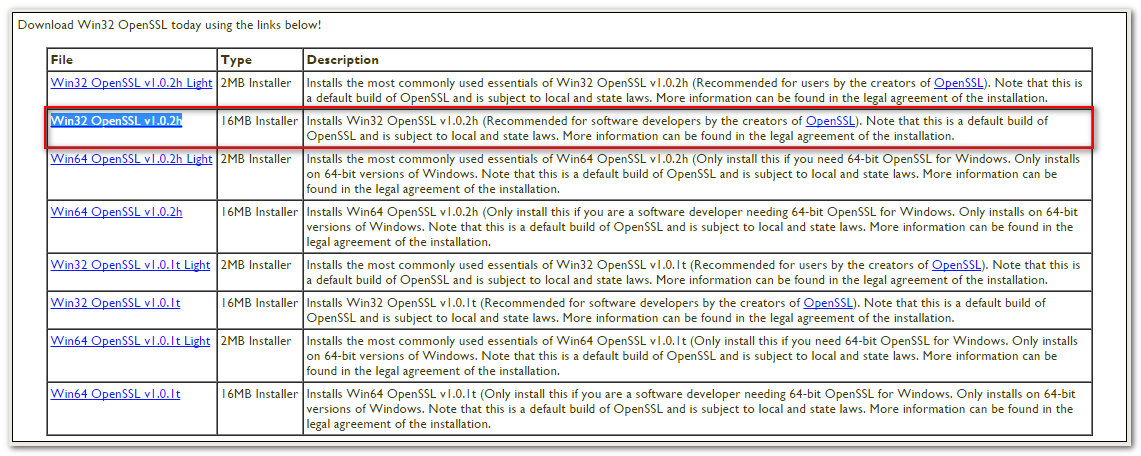 Download Win32 OpenSSL today using the links below!
File Type Description
Win32 OpenSSL v1.0.2h Light 2MB Installer Installs the most commonly used essentials of Win32 OpenSSL v1.0.2h (Recommended for users by the creators of OpenSSL). Note that this is
a default build of OpenSSL and is subject to local and state laws. More information can be found in the legal agreement of the installation.
Win32 OpenSSL v1.0.2h 16MB Installer Installs Win32 OpenSSL v1.0.2h (Recommended for software developers by the creators of OpenSSL). Note that this is a default build of
OpenSSL and is subject to local and state laws. More information can be found in the legal agreement of the installation.
Win64 OpenSSL v1.0.2h Light 2MB Installer Installs the most commonly used essentials of Win64 OpenSSL v1.0.2h (Only install this if you need 64-bit OpenSSL for Windows. Only installs
on 64-bit versions of Windows. Note that this is a default build of OpenSSL and is subject to local and state laws. More information can be
found in the legal agreement of the installation.
Win64 OpenSSL v1.0.2h 16MB Installer Installs Win64 OpenSSL v1.0.2h (Only install this if you are a software developer needing 64-bit OpenSSL for Windows. Only installs on 64-bit
versions of Windows. Note that this is a default build of OpenSSL and is subject to local and state laws. More information can be found in the
legal agreement of the installation.
Win32 OpenSSL v1.0.1t Light 2MB Installer Installs the most commonly used essentials of Win32 OpenSSL v1.0.1t (Recommended for users by the creators of OpenSSL). Note that this is
a default build of OpenSSL and is subject to local and state laws. More information can be found in the legal agreement of the installation.
Win32 OpenSSL v1.0.1t 16MB Installer Installs Win32 OpenSSL v1.0.1t (Recommended for software developers by the creators of OpenSSL). Note that this is a default build of
OpenSSL and is subject to local and state laws. More information can be found in the legal agreement of the installation.
Win64 OpenSSL v1.0.1t Light 2MB Installer Installs the most commonly used essentials of Win64 OpenSSL v1.0.1t (Only install this if you need 64-bit OpenSSL for Windows. Only installs
on 64-bit versions of Windows. Note that this is a default build of OpenSSL and is subject to local and state laws. More information can be
found in the legal agreement of the installation.
Win64 OpenSSL v1.0.1t 16MB Installer Installs Win64 OpenSSL v1.0.1t (Only install this if you are a software developer needing 64-bit OpenSSL for Windows. Only installs on 64-bit
versions of Windows. Note that this is a default build of OpenSSL and is subject to local and state laws. More information can be found in the
legal agreement of the installation.